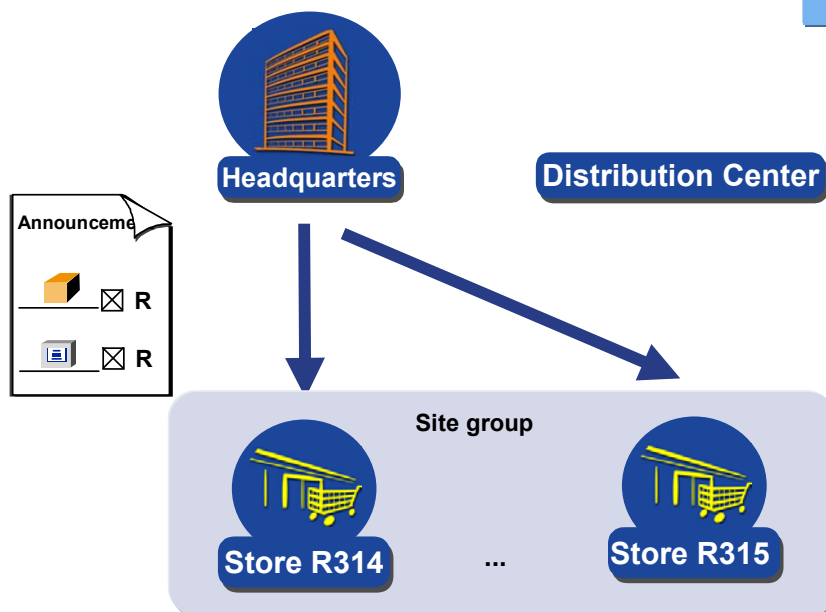 Headquarters
Distribution Center
Announceme
R
R
Site group
Store R314
...
Store R315